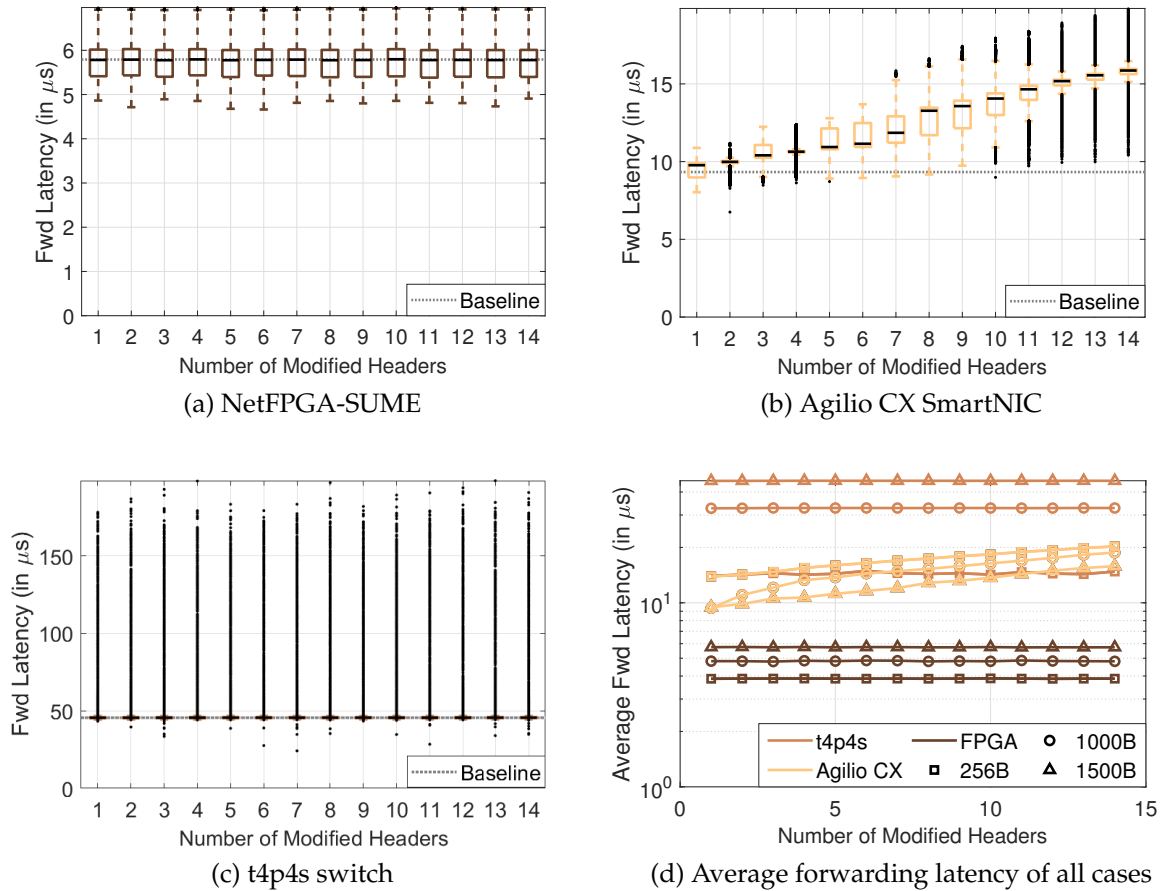 6
5
4
3
2
1
0
Fwd Latency (in μs)
Baseline
1 2 3 4 5 6 7 8 9 10 11 12 13 14
Number of Modified Headers
(a) NetFPGA-SUME
15
10
5
0
Fwd Latency (in μs)
Baseline
1 2 3 4 5 6 7 8 9 10 11 12 13 14
Number of Modified Headers
(b) Agilio CX SmartNIC
150
100
50
0
Fwd Latency (in μs)
Baseline
1 2 3 4 5 6 7 8 9 10 11 12 13 14
Number of Modified Headers
(c) t4p4s switch
10¹
10⁰
Average Fwd Latency (in μs)
t4p4s FPGA 1000B
Agilio CX 256B 1500B
0 5 10 15
Number of Modified Headers
(d) Average forwarding latency of all cases